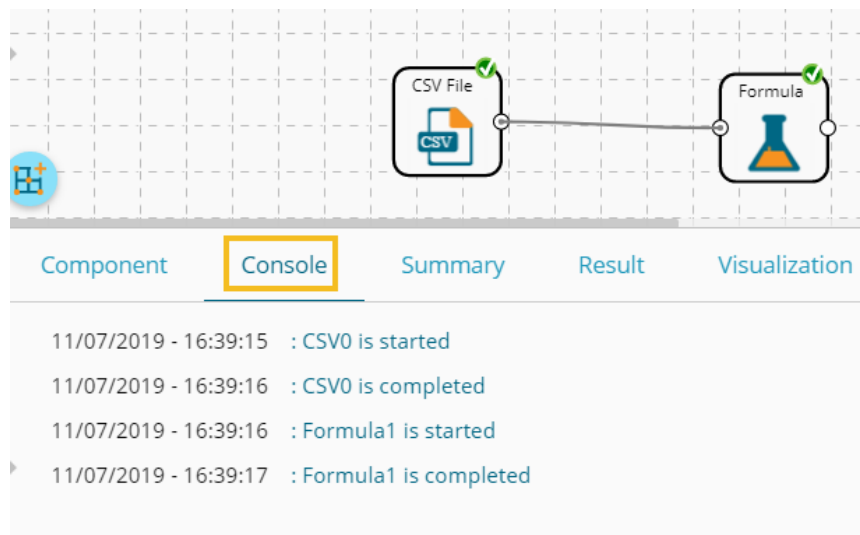 CSV File
CSV
Formula
Component Console Summary Result Visualization
11/07/2019 - 16:39:15 : CSV0 is started
11/07/2019 - 16:39:16 : CSV0 is completed
11/07/2019 - 16:39:16 : Formula1 is started
11/07/2019 - 16:39:17 : Formula1 is completed